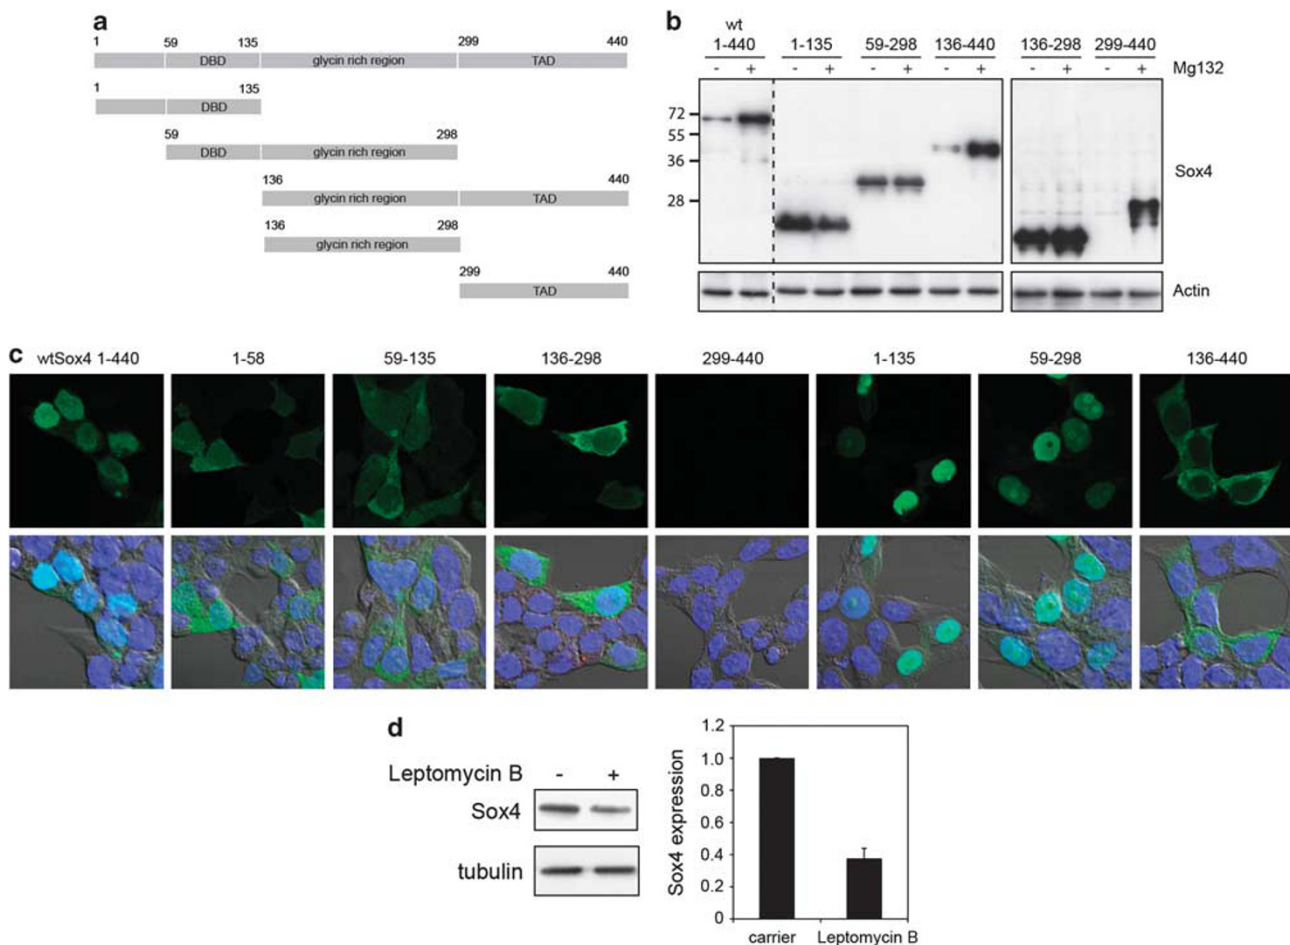 a
1 59 135 299 440
DBD glycin rich region TAD
1 135
DBD
59 298
DBD glycin rich region
136 440
glycin rich region TAD
136 298
glycin rich region
299 440
TAD
b
wt
1-440 1-135 59-298 136-440 136-298 299-440
- + - + - + - + - + - + Mg132
72
55
36
28
Sox4
Actin
c
wtSox4 1-440 1-58 59-135 136-298 299-440 1-135 59-298 136-440
d
Leptomycin B - +
Sox4
tubulin
Sox4 expression
1.2
1.0
0.8
0.6
0.4
0.2
0
carrier Leptomycin B